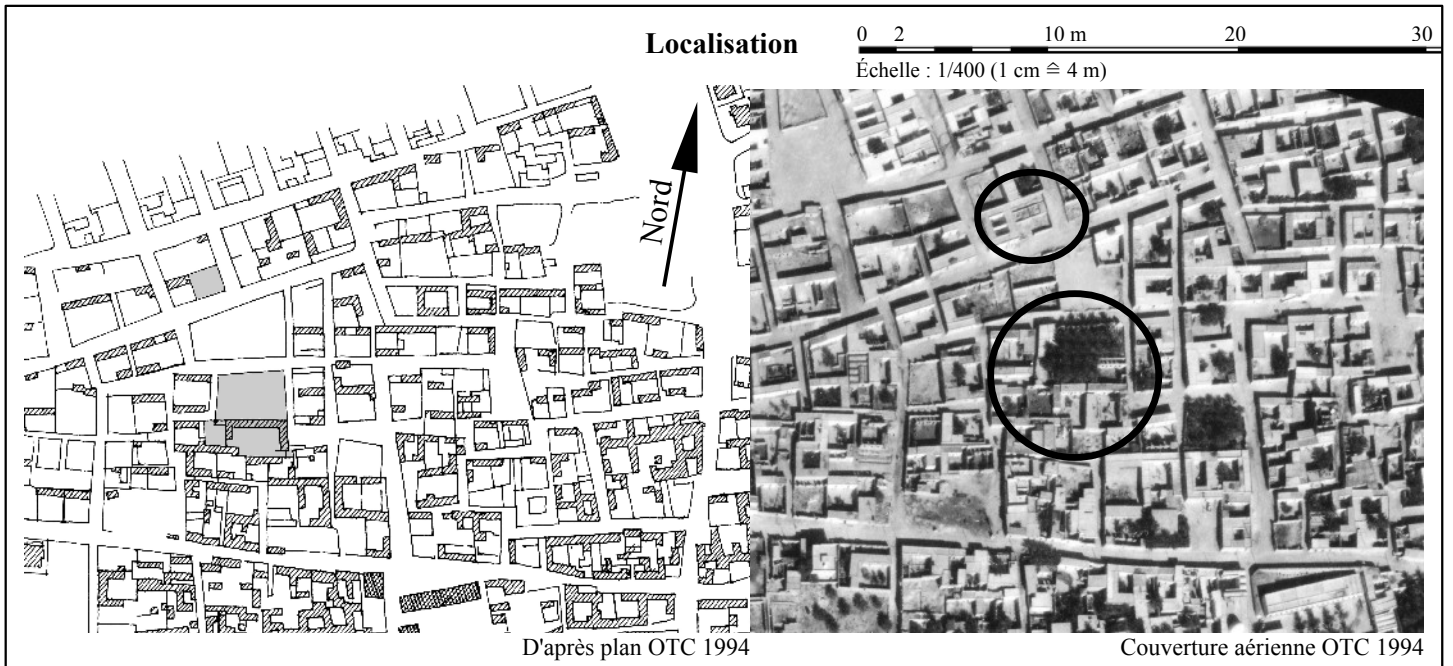 Localisation
0 2 10 m 20 30
Échelle : 1/400 (1 cm ≙ 4 m)
Nord
D'après plan OTC 1994
Couverture aérienne OTC 1994